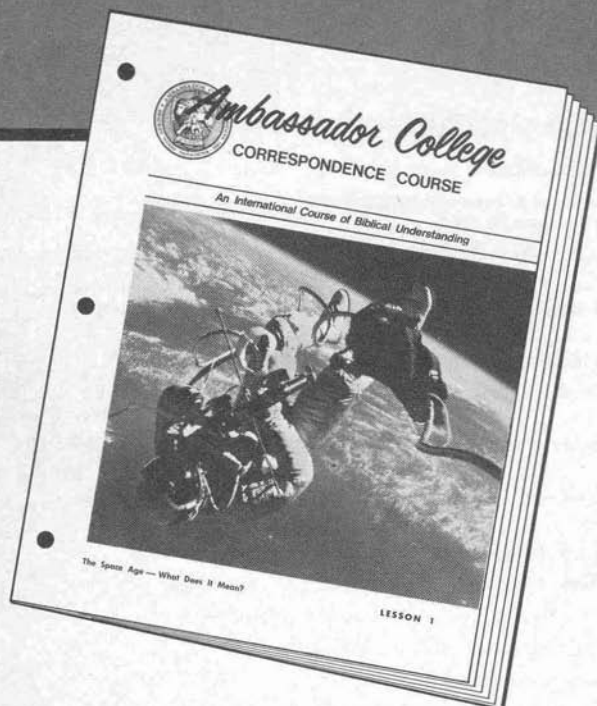 Ambassador College
CORRESPONDENCE COURSE
An International Course of Biblical Understanding
The Space Age — What Does It Mean?
LESSON 1